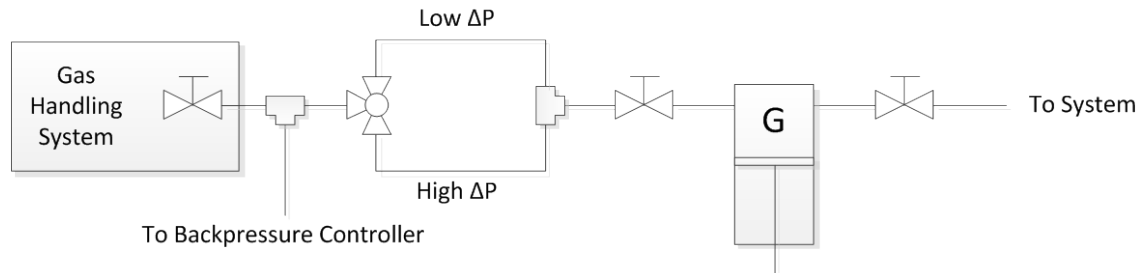 Low ΔP
Gas
Handling
System
G
To System
High ΔP
To Backpressure Controller